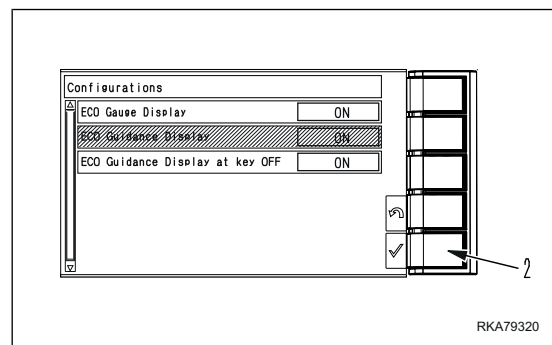 Configurations
ECO Gauge Display ON
ECO Guidance Display ON
ECO Guidance Display at key OFF ON
2
RKA79320